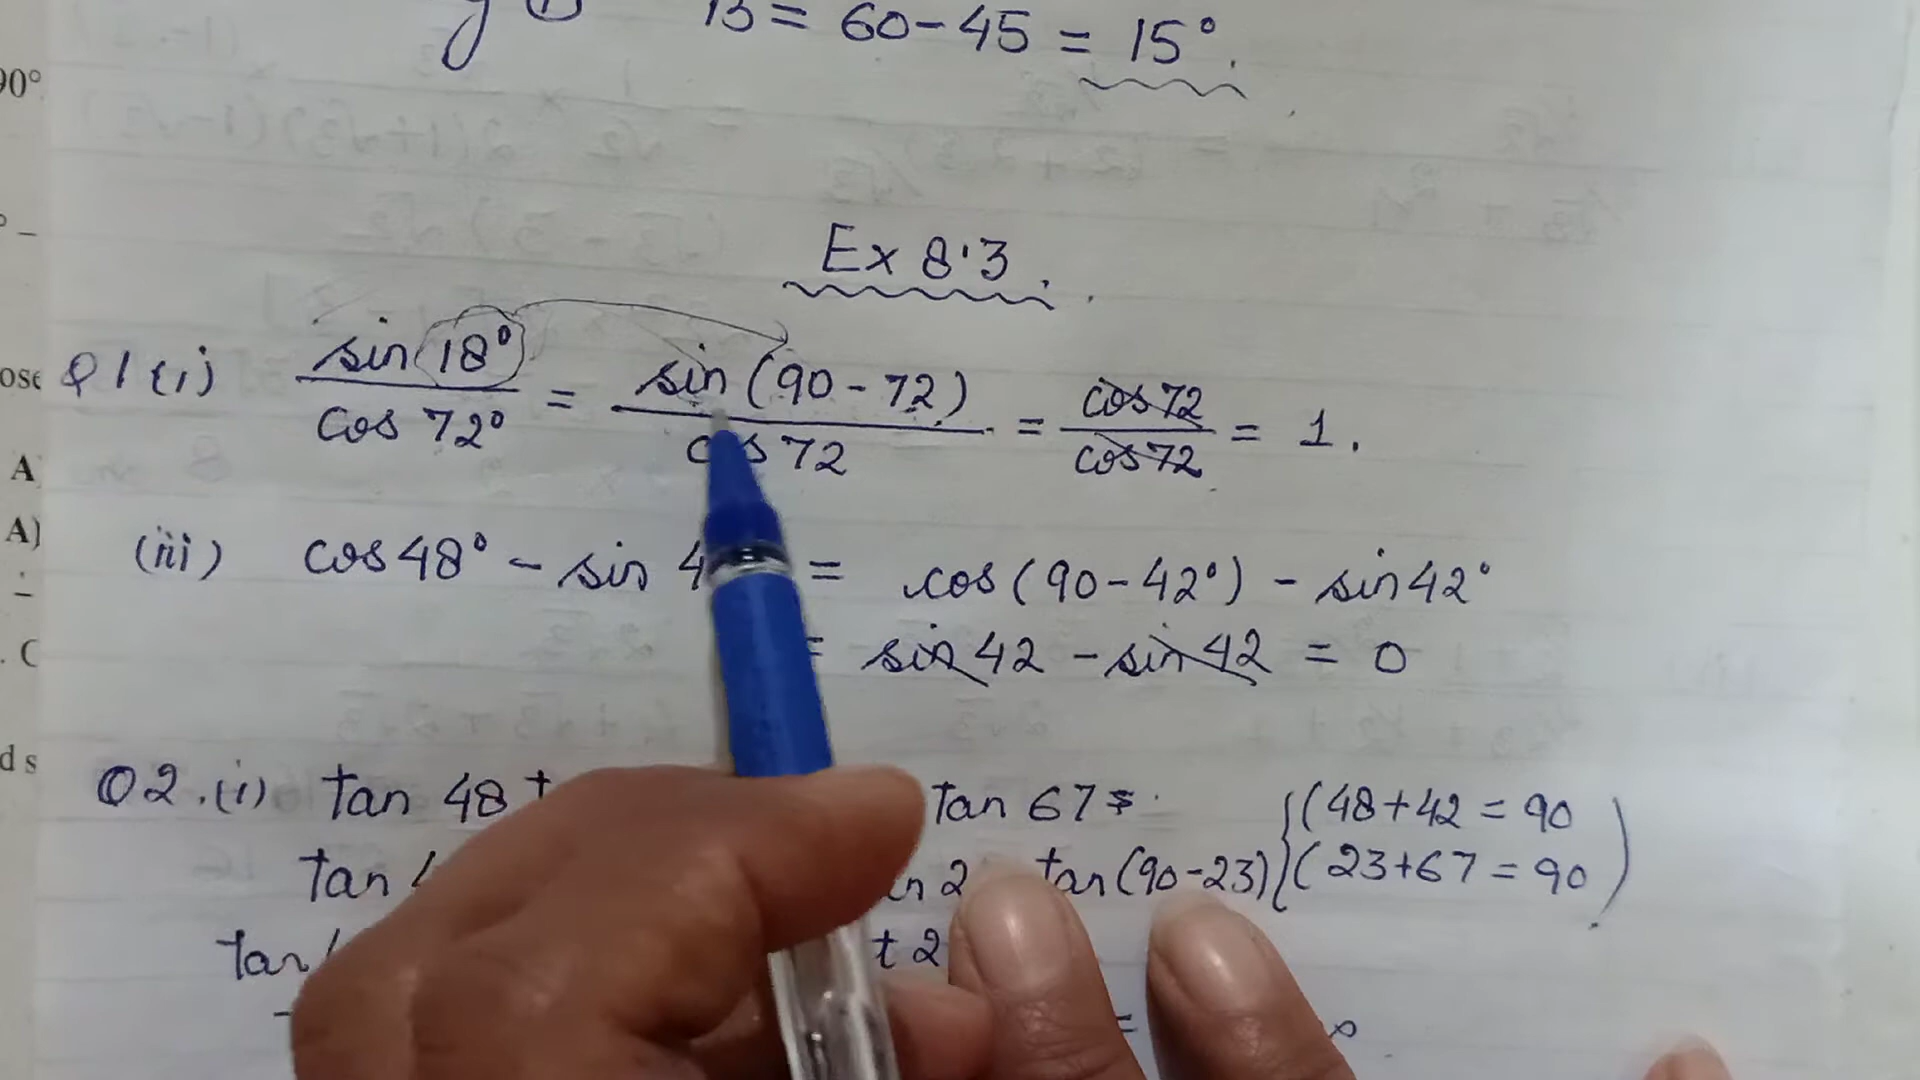 = 60-45 = 15°.
90°
Ex 8.3.
Q1(i) sin 18° / cos 72° = sin (90-72) / cos 72 = cos 72 / cos 72 = 1.
A
(iii) cos 48° - sin 4 = cos (90-42°) - sin 42°
A)
= sin 42 - sin 42 = 0
. C
d s
Q2.(i) tan 48 tan 67 = (48+42 = 90
tan tan (90-23) (23+67 = 90)
tan t 2
=